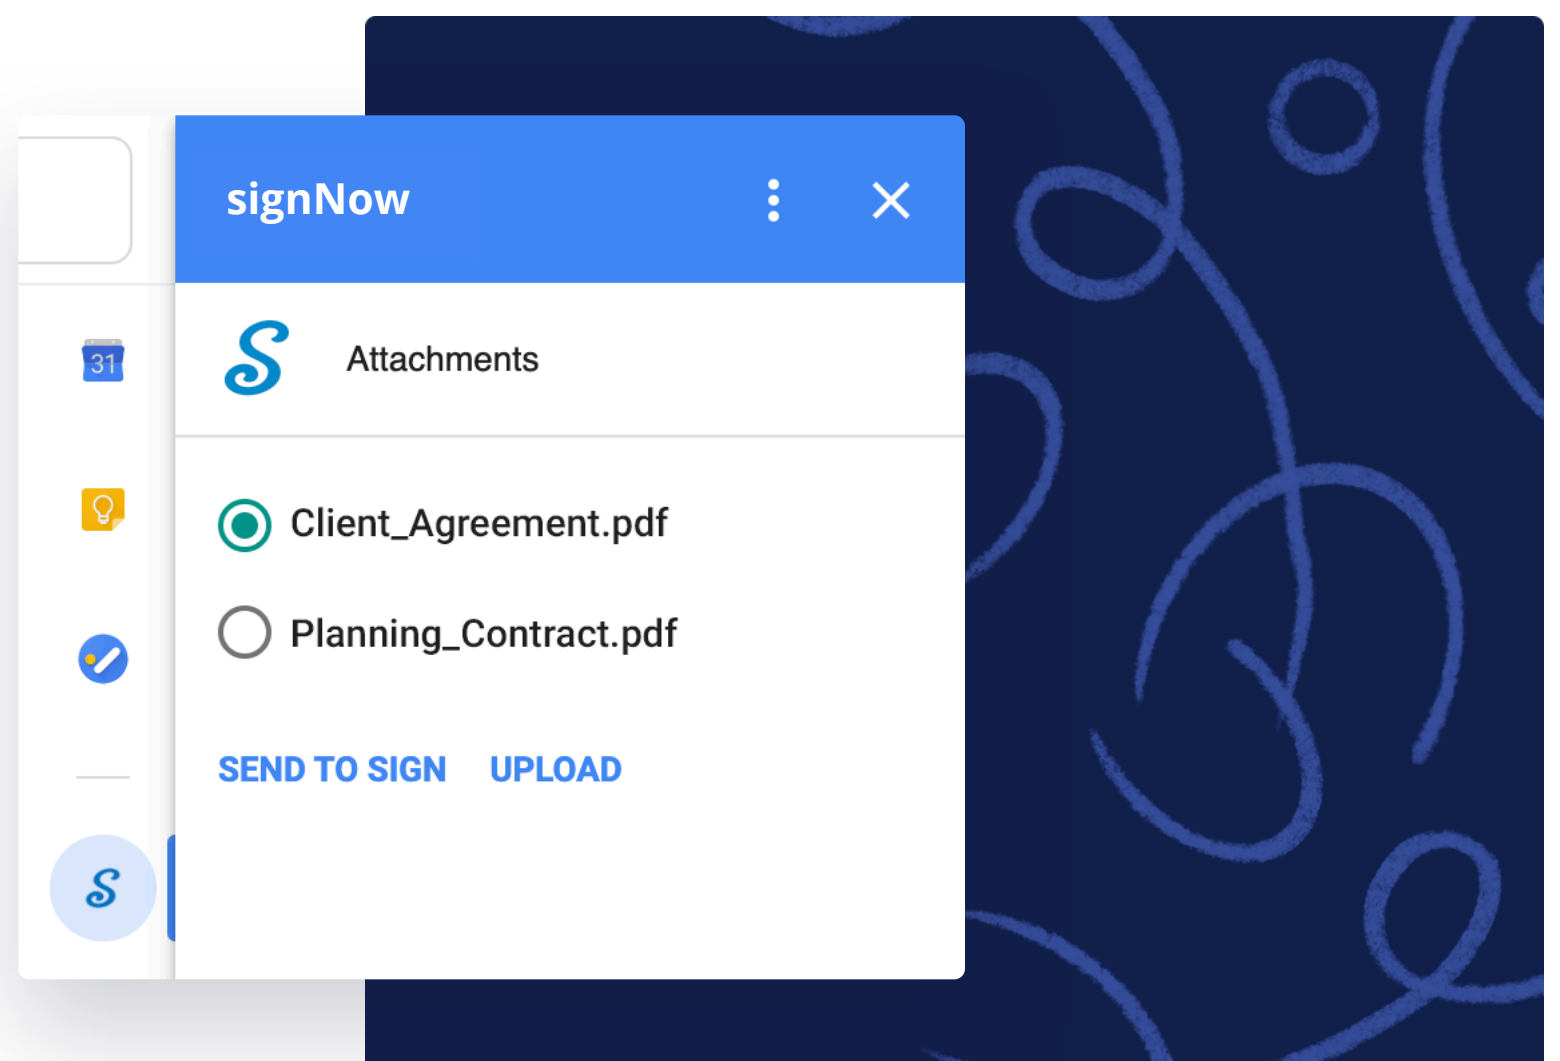 signNow
31
Attachments
Client_Agreement.pdf
Planning_Contract.pdf
SEND TO SIGN UPLOAD